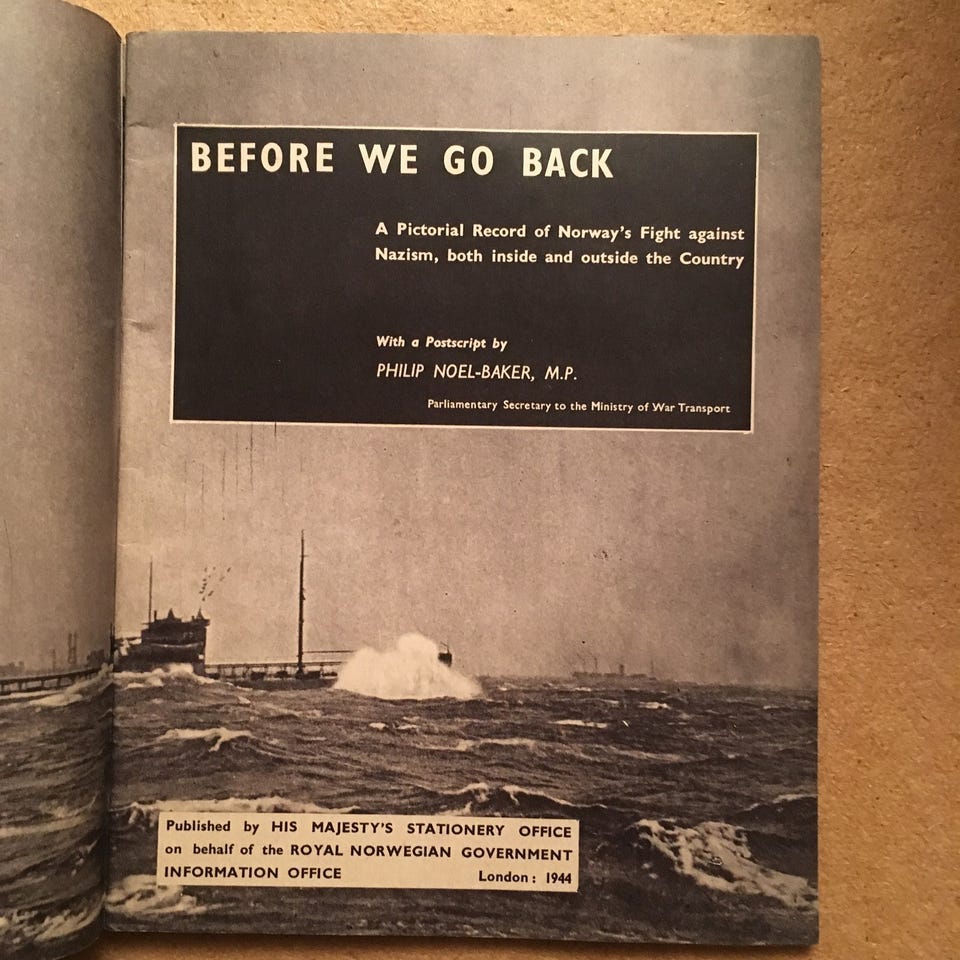 BEFORE WE GO BACK
A Pictorial Record of Norway's Fight against
Nazism, both inside and outside the Country
With a Postscript by
PHILIP NOEL-BAKER, M.P.
Parliamentary Secretary to the Ministry of War Transport
Published by HIS MAJESTY'S STATIONERY OFFICE
on behalf of the ROYAL NORWEGIAN GOVERNMENT
INFORMATION OFFICE London: 1944